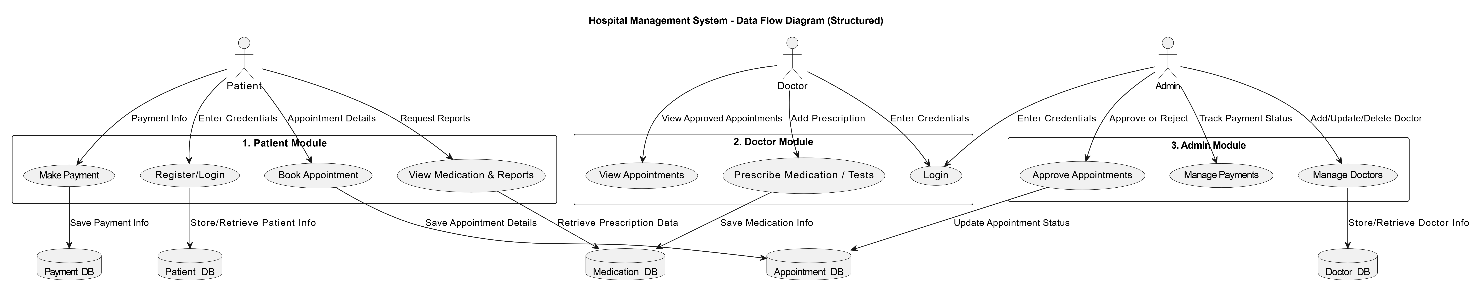 Hospital Management System - Data Flow Diagram (Structured)
Patient
Doctor
Admin
Payment Info
Enter Credentials
Appointment Details
Request Reports
View Approved Appointments
Add Prescription
Enter Credentials
Enter Credentials
Approve or Reject
Track Payment Status
Add/Update/Delete Doctor
1. Patient Module
2. Doctor Module
3. Admin Module
Make Payment
Register/Login
Book Appointment
View Medication & Reports
View Appointments
Prescribe Medication / Tests
Login
Approve Appointments
Manage Payments
Manage Doctors
Save Payment Info
Store/Retrieve Patient Info
Save Appointment Details
Retrieve Prescription Data
Save Medication Info
Update Appointment Status
Store/Retrieve Doctor Info
Payment DB
Patient DB
Medication DB
Appointment DB
Doctor DB